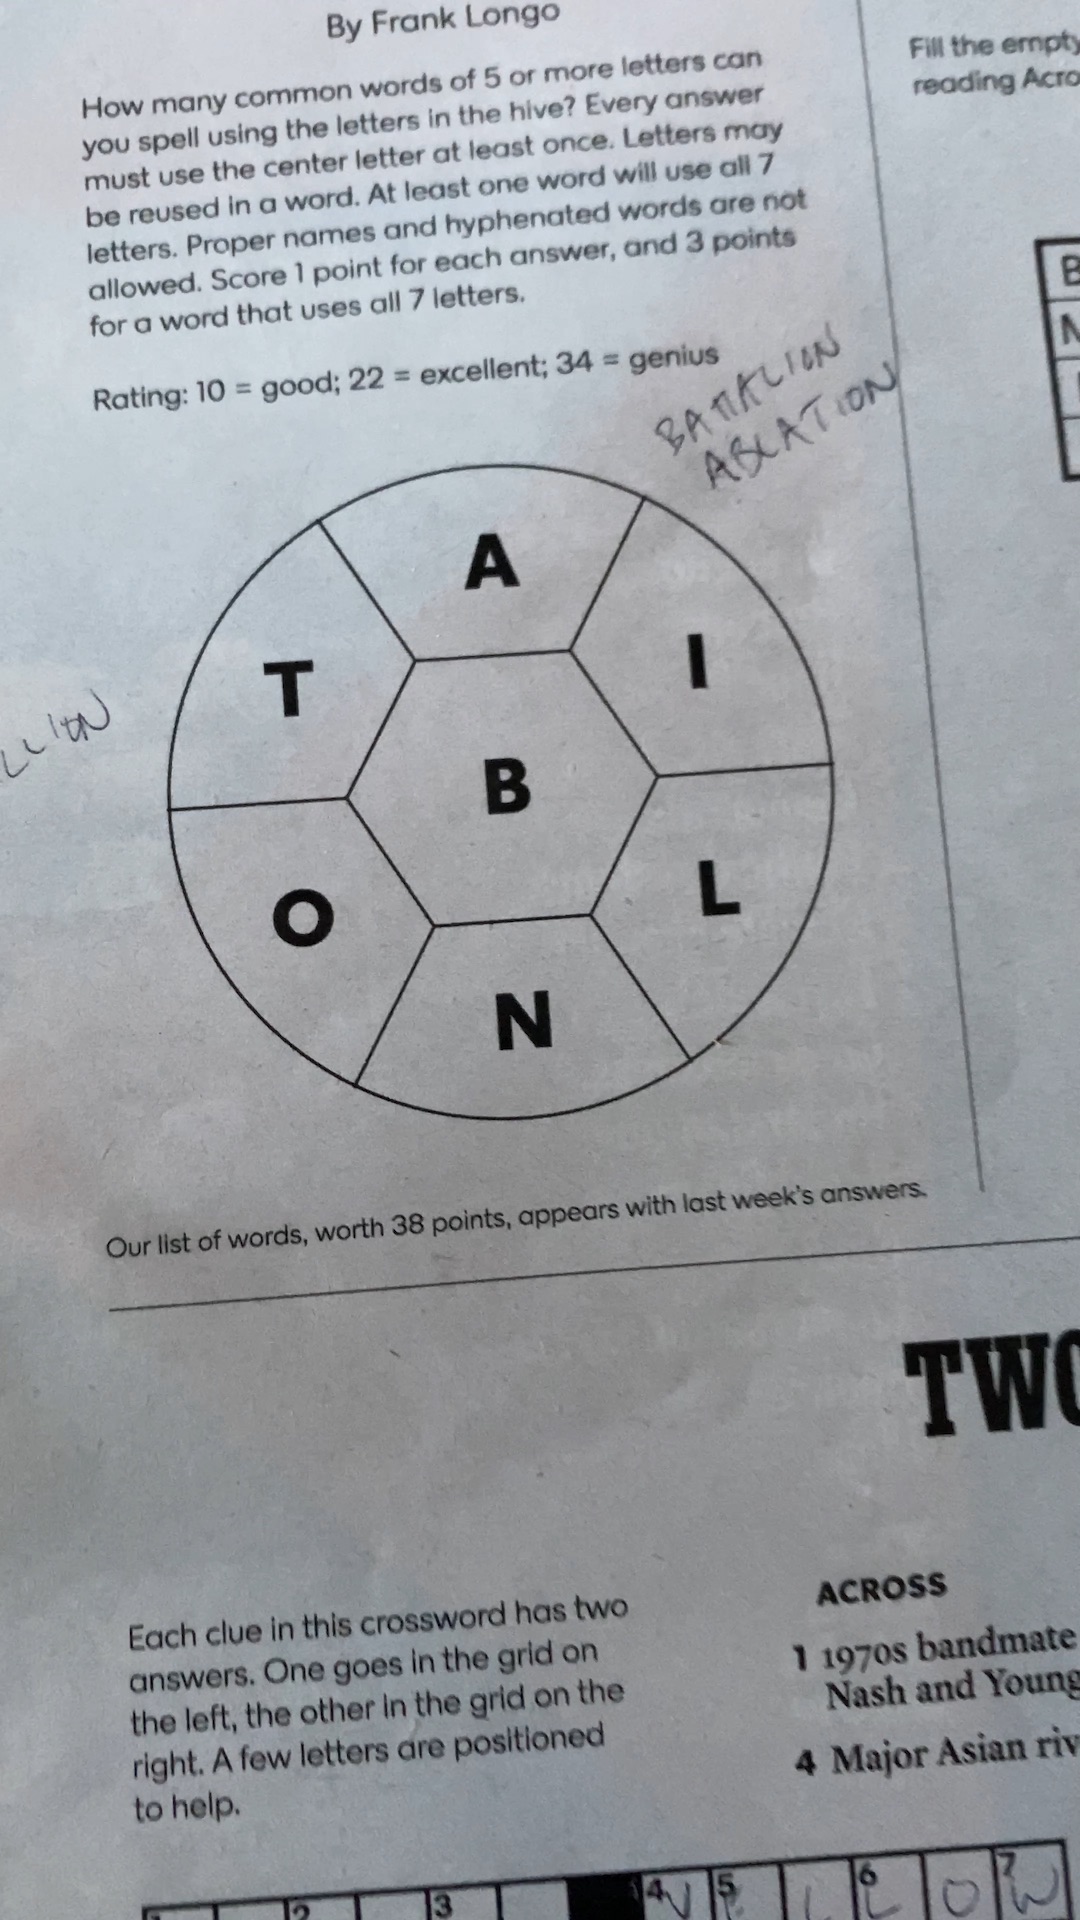 By Frank Longo
How many common words of 5 or more letters can
you spell using the letters in the hive? Every answer
must use the center letter at least once. Letters may
be reused in a word. At least one word will use all 7
letters. Proper names and hyphenated words are not
allowed. Score 1 point for each answer, and 3 points
for a word that uses all 7 letters.
Rating: 10 = good; 22 = excellent; 34 = genius
BATTALION
ABLATION
A
T
I
B
O
L
N
Our list of words, worth 38 points, appears with last week's answers.
Fill the empty
reading Acro
B
N
TWO
Each clue in this crossword has two
answers. One goes in the grid on
the left, the other in the grid on the
right. A few letters are positioned
to help.
ACROSS
1 1970s bandmate
Nash and Young
4 Major Asian riv
2
3
4
5
6
7
O W